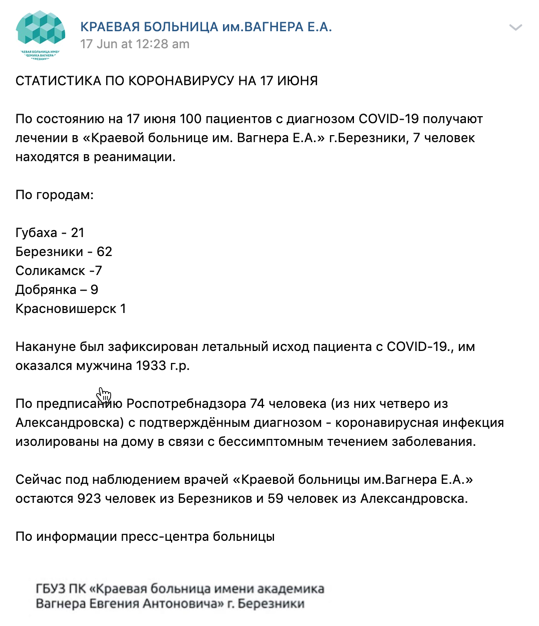 КРАЕВАЯ БОЛЬНИЦА им.ВАГНЕРА Е.А.
17 Jun at 12:28 am
СТАТИСТИКА ПО КОРОНАВИРУСУ НА 17 ИЮНЯ
По состоянию на 17 июня 100 пациентов с диагнозом COVID-19 получают
лечении в «Краевой больнице им. Вагнера Е.А.» г.Березники, 7 человек
находятся в реанимации.
По городам:
Губаха - 21
Березники - 62
Соликамск -7
Добрянка – 9
Красновишерск 1
Накануне был зафиксирован летальный исход пациента с COVID-19., им
оказался мужчина 1933 г.р.
По предписанию Роспотребнадзора 74 человека (из них четверо из
Александровска) с подтверждённым диагнозом - коронавирусная инфекция
изолированы на дому в связи с бессимптомным течением заболевания.
Сейчас под наблюдением врачей «Краевой больницы им.Вагнера Е.А.»
остаются 923 человек из Березников и 59 человек из Александровска.
По информации пресс-центра больницы
ГБУЗ ПК «Краевая больница имени академика
Вагнера Евгения Антоновича» г. Березники